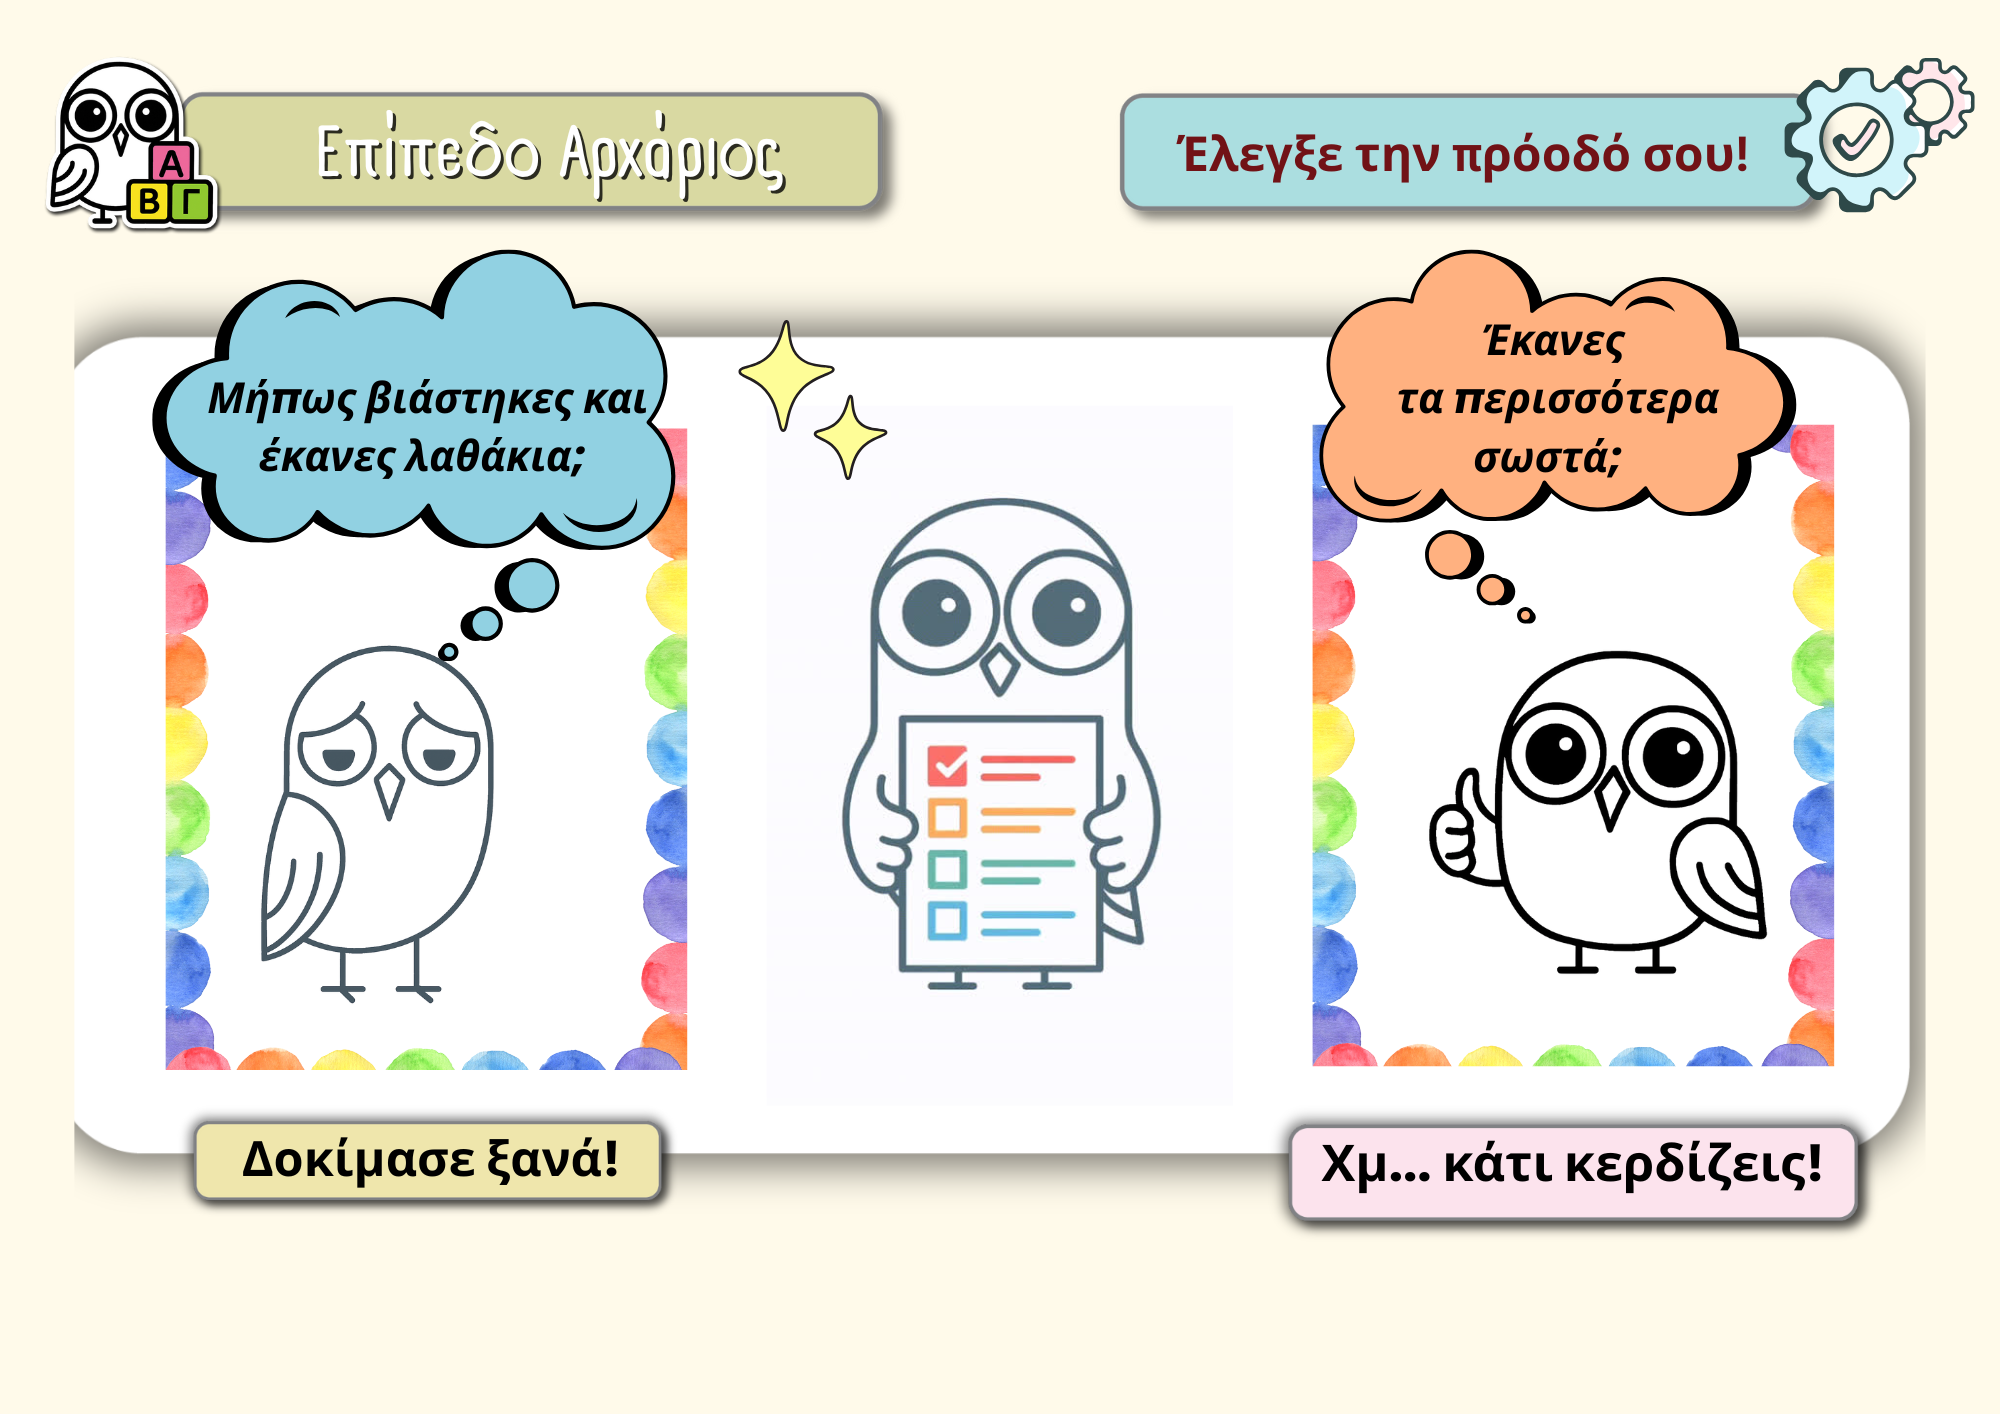 Επίπεδο Αρχάριος
Έλεγξε την πρόοδό σου!
Α
Β Γ
Μήπως βιάστηκες και
έκανες λαθάκια;
Έκανες
τα περισσότερα
σωστά;
Δοκίμασε ξανά!
Χμ... κάτι κερδίζεις!